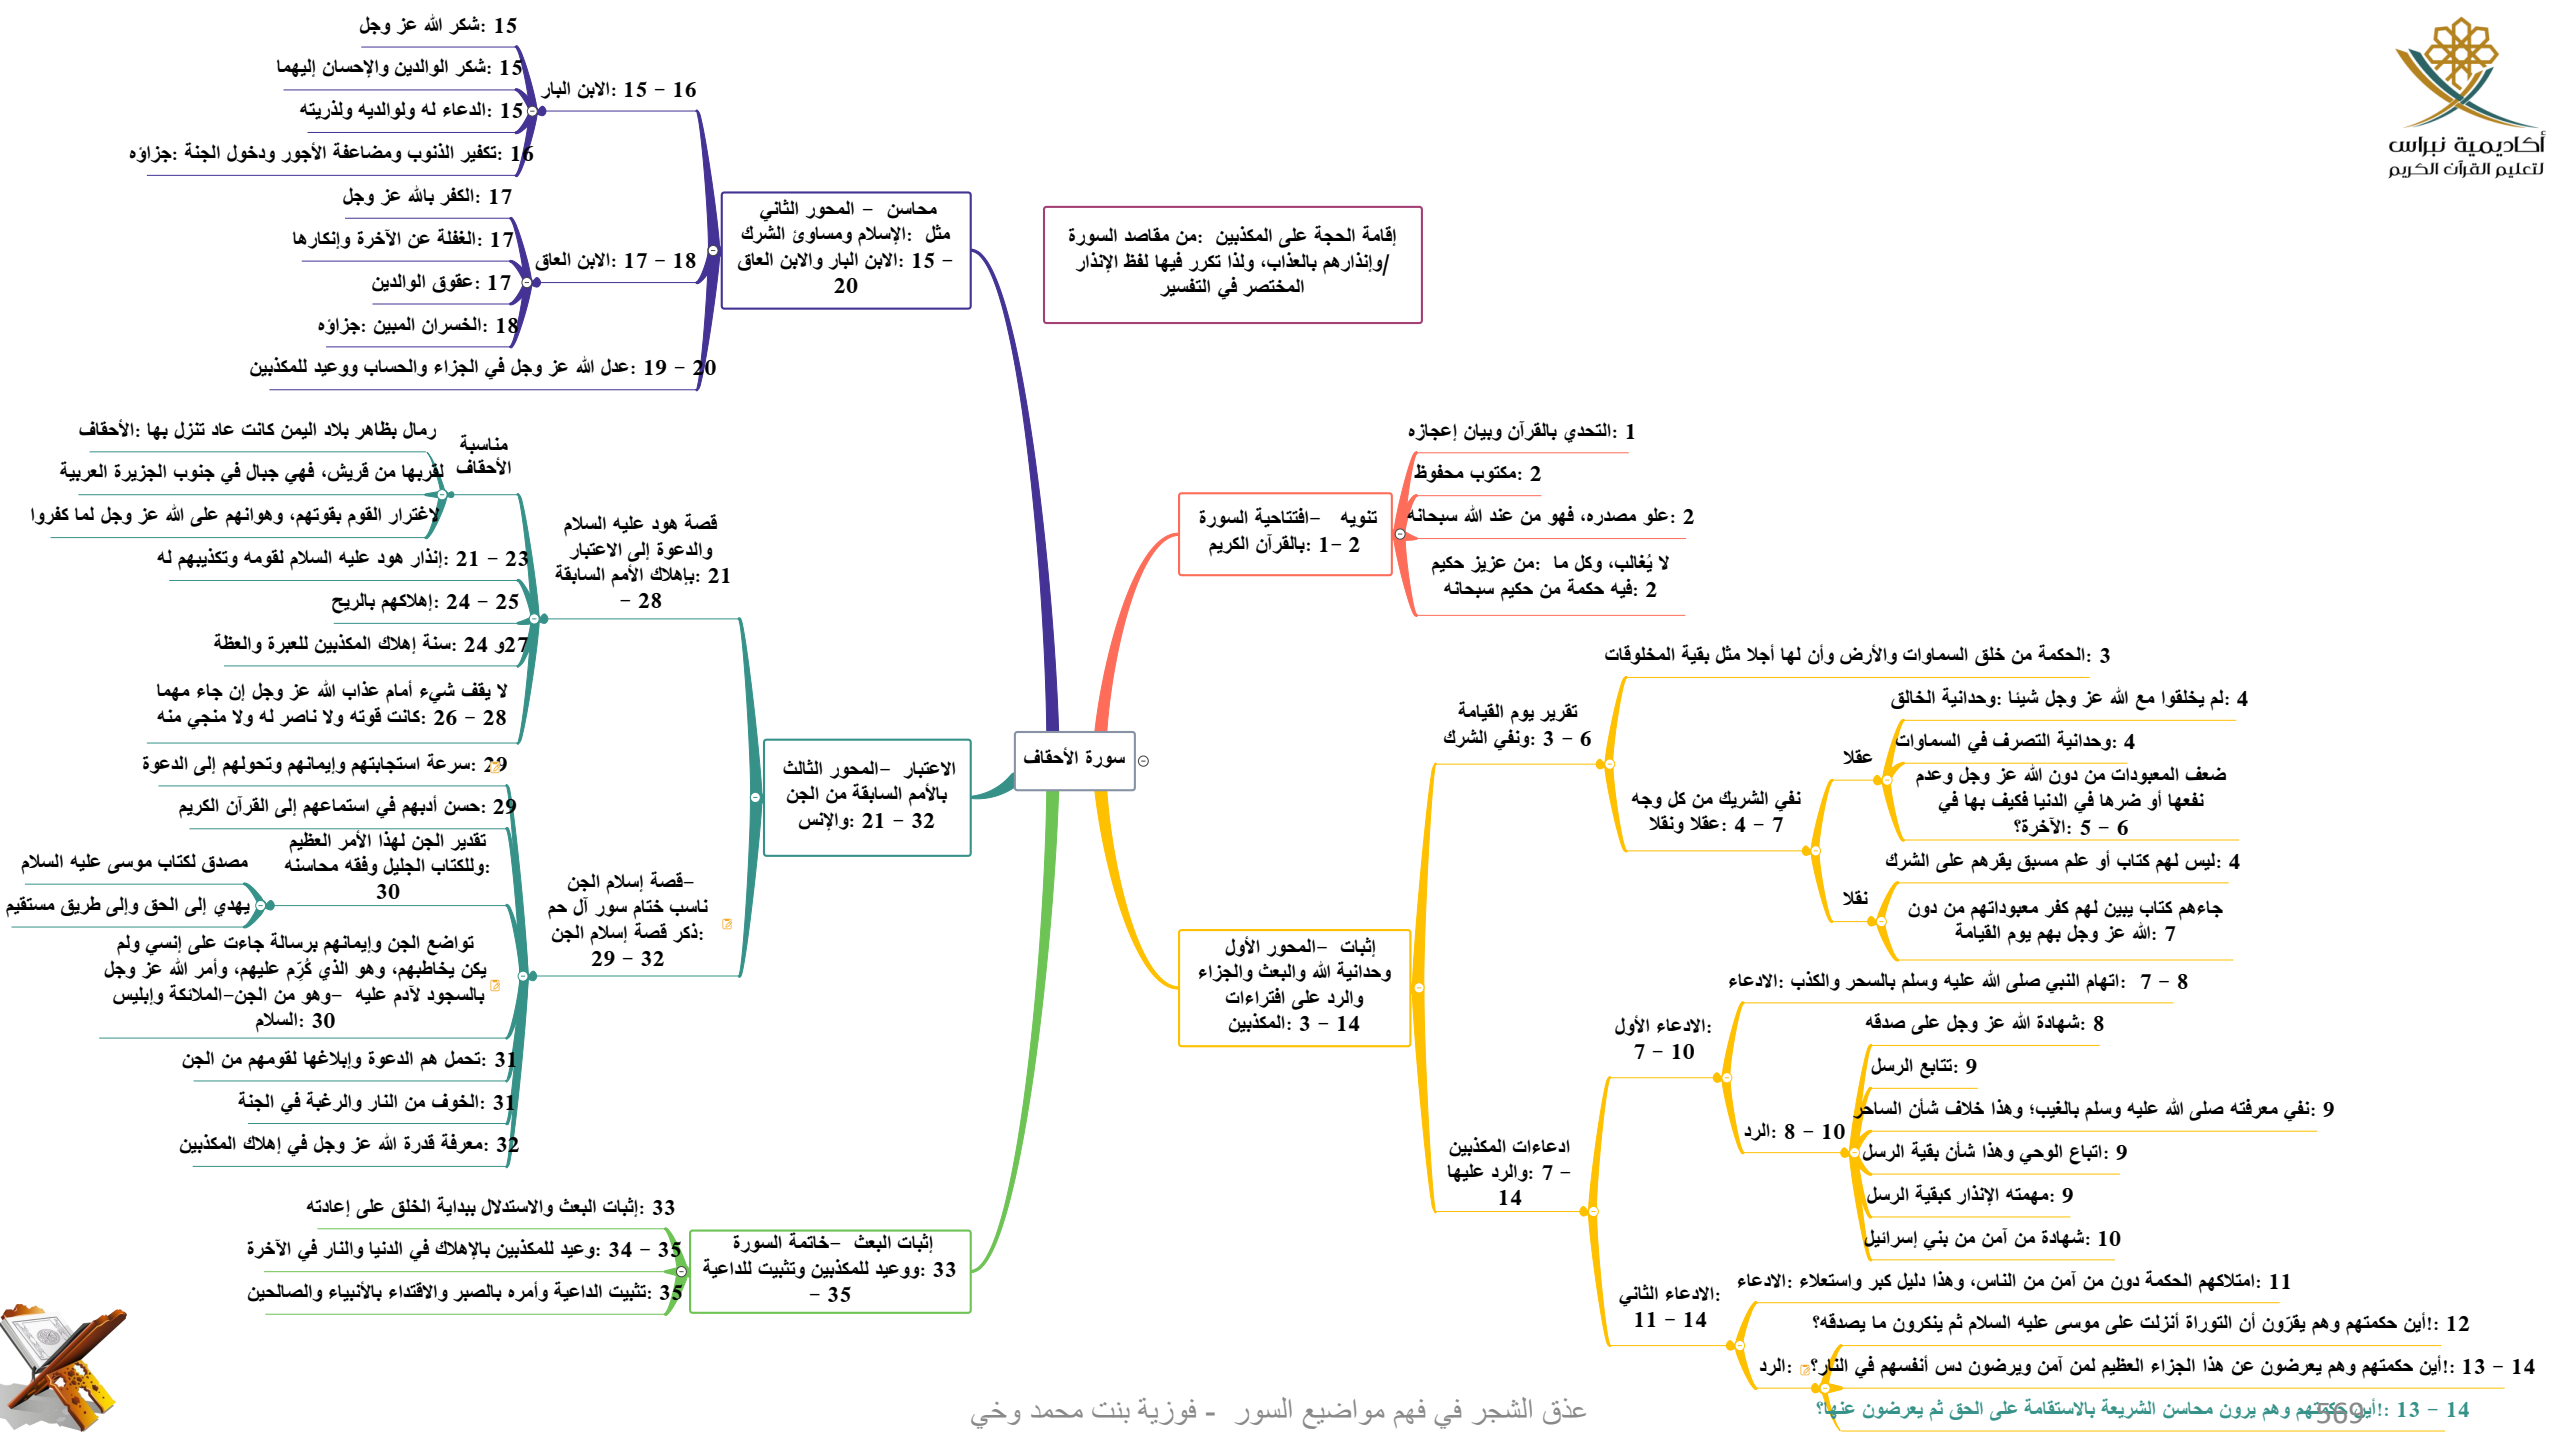 أكاديمية نبراس
لتعليم القرآن الكريم
من مقاصد السورة: إقامة الحجة على المكذبين
وإنذارهم بالعذاب، ولذا تكرر فيها لفظ الإنذار/
المختصر في التفسير
سورة الأحقاف
افتتاحية السورة- تنويه
بالقرآن الكريم: 1- 2
1: التحدي بالقرآن وبيان إعجازه
2: مكتوب محفوظ
2: علو مصدره، فهو من عند الله سبحانه
من عزيز حكيم: لا يُغالب، وكل ما
فيه حكمة من حكيم سبحانه: 2
المحور الأول- إثبات
وحدانية الله والبعث والجزاء
والرد على افتراءات
المكذبين: 3 - 14
تقرير يوم القيامة
ونفي الشرك: 3 - 6
3: الحكمة من خلق السماوات والأرض وأن لها أجلا مثل بقية المخلوقات
نفي الشريك من كل وجه
عقلا ونقلا: 4 - 7
عقلا
4: وحدانية الخالق: لم يخلقوا مع الله عز وجل شيئا
4: وحدانية التصرف في السماوات
ضعف المعبودات من دون الله عز وجل وعدم
نفعها أو ضرها في الدنيا فكيف بها في
الآخرة؟: 5 - 6
نقلا
4: ليس لهم كتاب أو علم مسبق يقرهم على الشرك
جاءهم كتاب يبين لهم كفر معبوداتهم من دون
الله عز وجل بهم يوم القيامة: 7
ادعاءات المكذبين
والرد عليها: 7 -
14
الادعاء الأول:
7 - 10
7 - 8: الادعاء: اتهام النبي صلى الله عليه وسلم بالسحر والكذب
الرد: 8 - 10
8: شهادة الله عز وجل على صدقه
9: تتابع الرسل
9: نفي معرفته صلى الله عليه وسلم بالغيب؛ وهذا خلاف شأن الساحر
9: اتباع الوحي وهذا شأن بقية الرسل
9: مهمته الإنذار كبقية الرسل
10: شهادة من آمن من بني إسرائيل
الادعاء الثاني:
11 - 14
11: الادعاء: امتلاكهم الحكمة دون من آمن من الناس، وهذا دليل كبر واستعلاء
الرد:
12: أين حكمتهم وهم يقرّون أن التوراة أنزلت على موسى عليه السلام ثم ينكرون ما يصدقه؟!
13 - 14: أين حكمتهم وهم يعرضون عن هذا الجزاء العظيم لمن آمن ويرضون دس أنفسهم في النار؟!
13 - 14: أين حكمتهم وهم يرون محاسن الشريعة بالاستقامة على الحق ثم يعرضون عنها؟!
المحور الثاني - محاسن
الإسلام ومساوئ الشرك: مثل
الابن البار والابن العاق: 15 -
20
الابن البار: 15 - 16
15: شكر الله عز وجل
15: شكر الوالدين والإحسان إليهما
15: الدعاء له ولوالديه ولذريته
16: جزاؤه: تكفير الذنوب ومضاعفة الأجور ودخول الجنة
الابن العاق: 17 - 18
17: الكفر بالله عز وجل
17: الغفلة عن الآخرة وإنكارها
17: عقوق الوالدين
18: جزاؤه: الخسران المبين
19 - 20: عدل الله عز وجل في الجزاء والحساب ووعيد للمكذبين
المحور الثالث- الاعتبار
بالأمم السابقة من الجن
والإنس: 21 - 32
قصة هود عليه السلام
والدعوة إلى الاعتبار
بإهلاك الأمم السابقة: 21
- 28
مناسبة
الأحقاف
الأحقاف: رمال بظاهر بلاد اليمن كانت عاد تنزل بها
لقربها من قريش، فهي جبال في جنوب الجزيرة العربية
لاغترار القوم بقوتهم، وهوانهم على الله عز وجل لما كفروا
21 - 23: إنذار هود عليه السلام لقومه وتكذيبهم له
24 - 25: إهلاكهم بالريح
24 و27: سنة إهلاك المكذبين للعبرة والعظة
لا يقف شيء أمام عذاب الله عز وجل إن جاء مهما
كانت قوته ولا ناصر له ولا منجي منه: 26 - 28
قصة إسلام الجن-
ناسب ختام سور آل حم
ذكر قصة إسلام الجن:
29 - 32
29: سرعة استجابتهم وإيمانهم وتحولهم إلى الدعوة
29: حسن أدبهم في استماعهم إلى القرآن الكريم
تقدير الجن لهذا الأمر العظيم
وللكتاب الجليل وفقه محاسنه:
30
مصدق لكتاب موسى عليه السلام
يهدي إلى الحق وإلى طريق مستقيم
تواضع الجن وإيمانهم برسالة جاءت على إنسي ولم
يكن يخاطبهم، وهو الذي كُرِّم عليهم، وأمر الله عز وجل
الملائكة وإبليس-وهو من الجن- بالسجود لآدم عليه
السلام: 30
31: تحمل هم الدعوة وإبلاغها لقومهم من الجن
31: الخوف من النار والرغبة في الجنة
32: معرفة قدرة الله عز وجل في إهلاك المكذبين
خاتمة السورة- إثبات البعث
ووعيد للمكذبين وتثبيت للداعية: 33
- 35
33: إثبات البعث والاستدلال ببداية الخلق على إعادته
34 - 35: وعيد للمكذبين بالإهلاك في الدنيا والنار في الآخرة
35: تثبيت الداعية وأمره بالصبر والاقتداء بالأنبياء والصالحين
عذق الشجر في فهم مواضيع السور - فوزية بنت محمد وخي
569